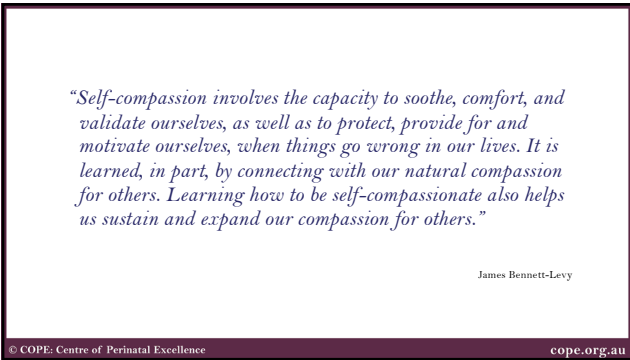 “Self-compassion involves the capacity to soothe, comfort, and
validate ourselves, as well as to protect, provide for and
motivate ourselves, when things go wrong in our lives. It is
learned, in part, by connecting with our natural compassion
for others. Learning how to be self-compassionate also helps
us sustain and expand our compassion for others.”
James Bennett-Levy
© COPE: Centre of Perinatal Excellence
cope.org.au